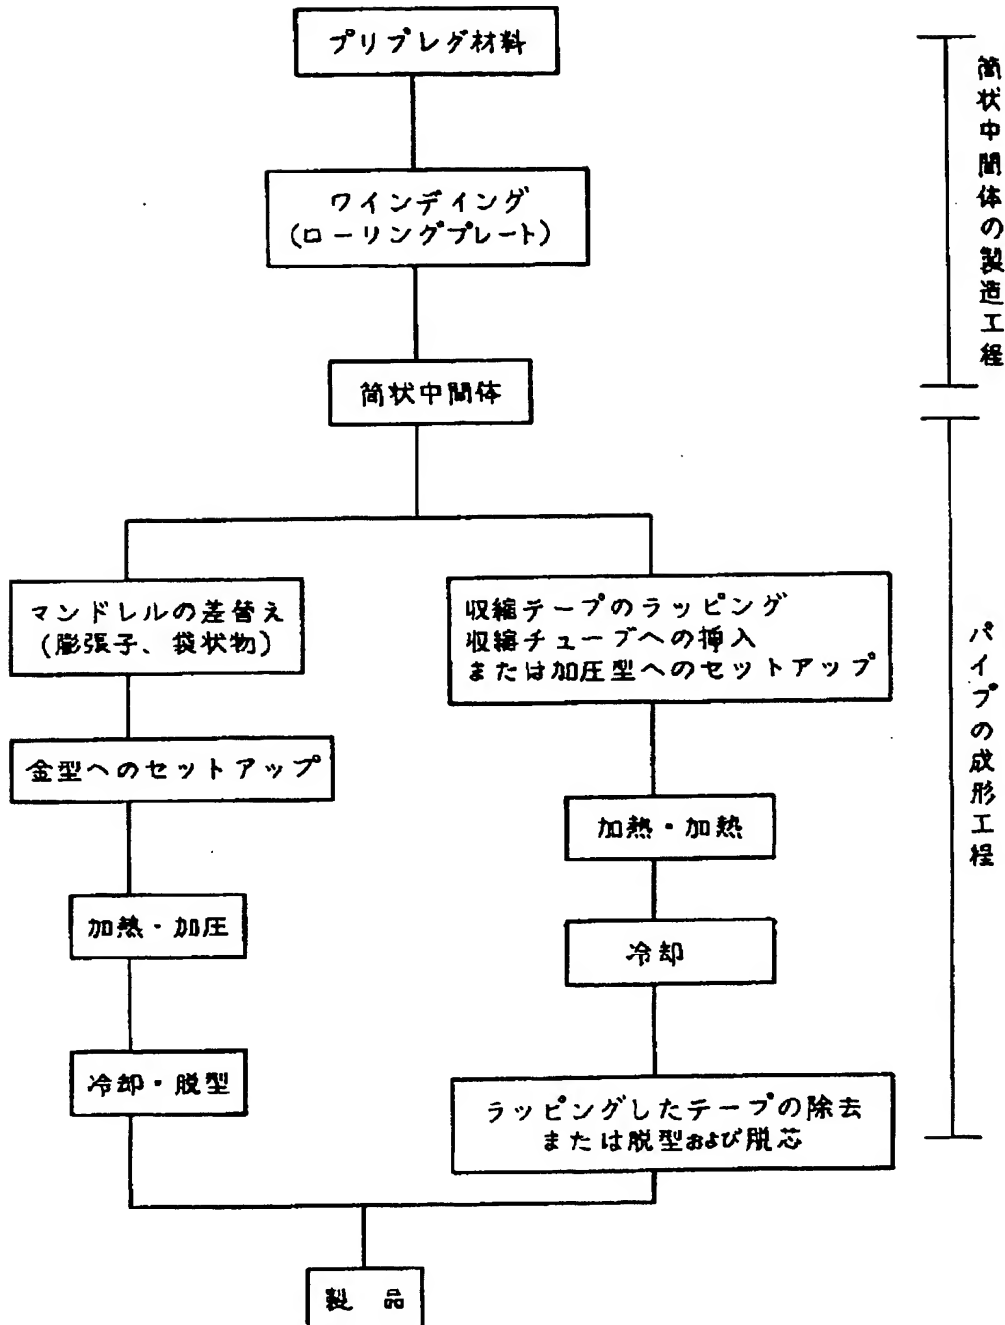 プリプレグ材料
ワインデイング
(ローリングプレート)
筒状中間体
マンドレルの差替え
(膨張子、袋状物)
金型へのセットアップ
加熱・加圧
冷却・脱型
収縮テープのラッピング
収縮チューブへの挿入
または加圧型へのセットアップ
加熱・加熱
冷却
ラッピングしたテープの除去
または脱型および脱芯
製品
筒状中間体の製造工程
パイプの成形工程